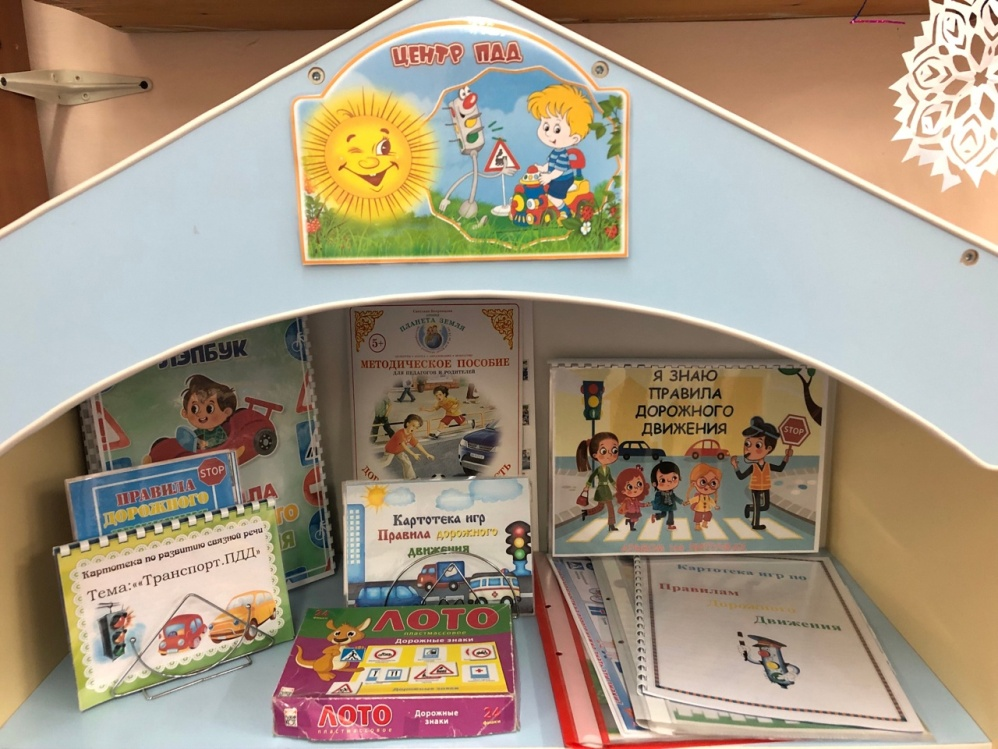 ЦЕНТР ПДД
ЛЭПБУК
ПЛАНЕТА ЗЕМЛЯ
5+
МЕТОДИЧЕСКОЕ ПОСОБИЕ
ДЛЯ ПЕДАГОГОВ И РОДИТЕЛЕЙ
Я ЗНАЮ
ПРАВИЛА
ДОРОЖНОГО
ДВИЖЕНИЯ
STOP
STOP
ПРАВИЛА
ДОРОЖНОГО
Картотека по развитию связной речи
Тема:««Транспорт.ПДД»
Картотека игр
Правила дорожного
движения
ЛОТО
ПЛАСТМАССОВОЕ
Дорожные знаки
ЛОТО
ПЛАСТМАССОВОЕ
Дорожные
знаки
24
фишки
Картотека игр по
Правилам
Дорожного
Движения